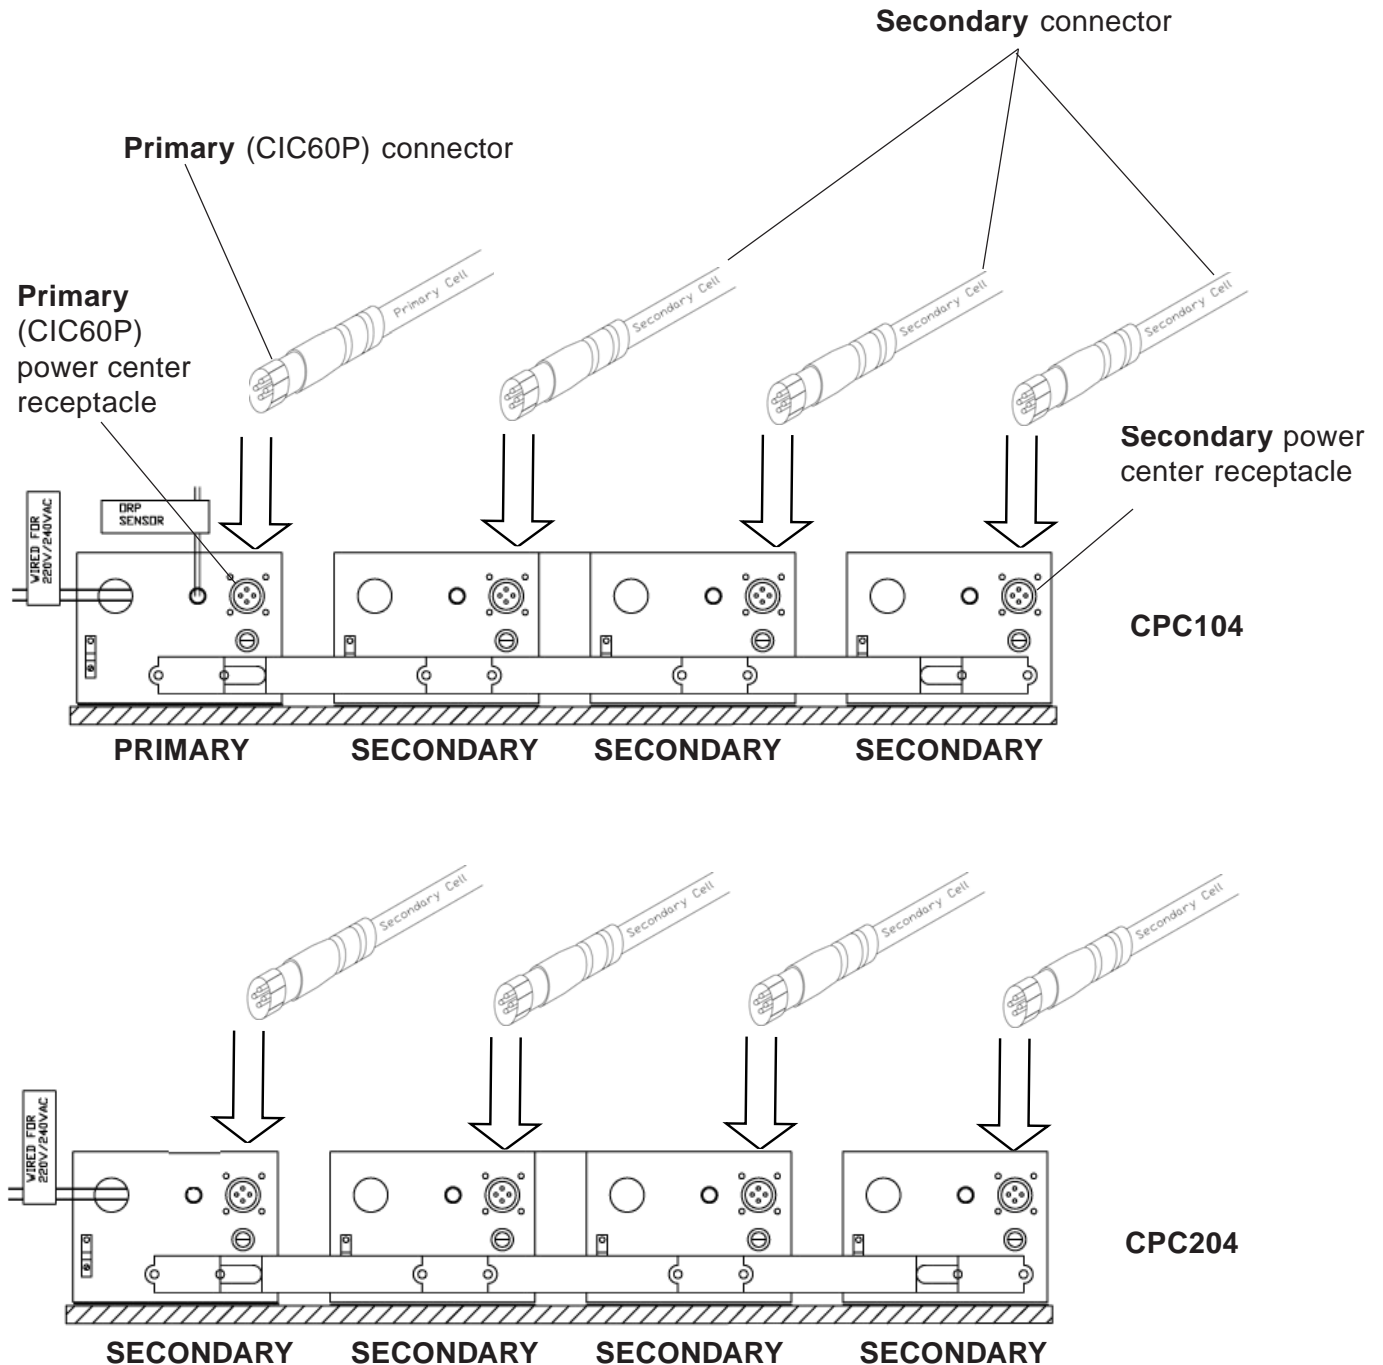 Secondary connector
Primary (CIC60P) connector
Primary
(CIC60P)
power center
receptacle
Primary Cell
Secondary Cell
Secondary Cell
Secondary Cell
Secondary power
center receptacle
WIRED FOR
220V/240VAC
ORP
SENSOR
CPC104
PRIMARY
SECONDARY
SECONDARY
SECONDARY
Secondary Cell
Secondary Cell
Secondary Cell
Secondary Cell
WIRED FOR
220V/240VAC
CPC204
SECONDARY
SECONDARY
SECONDARY
SECONDARY